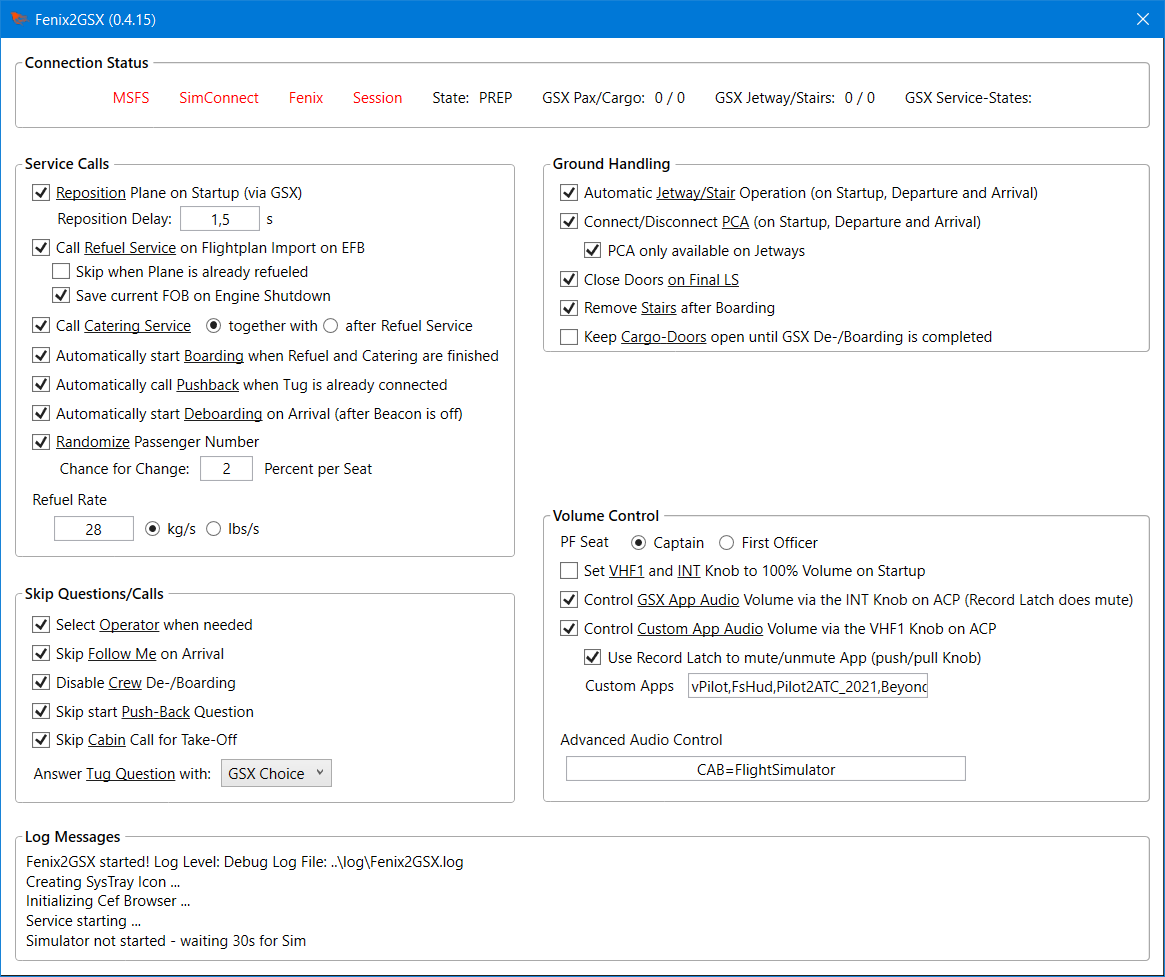 Fenix2GSX (0.4.15)
Connection Status
MSFS SimConnect Fenix Session State: PREP GSX Pax/Cargo: 0 / 0 GSX Jetway/Stairs: 0 / 0 GSX Service-States:
Service Calls
Reposition Plane on Startup (via GSX)
Reposition Delay: 1,5 s
Call Refuel Service on Flightplan Import on EFB
Skip when Plane is already refueled
Save current FOB on Engine Shutdown
Call Catering Service together with after Refuel Service
Automatically start Boarding when Refuel and Catering are finished
Automatically call Pushback when Tug is already connected
Automatically start Deboarding on Arrival (after Beacon is off)
Randomize Passenger Number
Chance for Change: 2 Percent per Seat
Refuel Rate
28 kg/s lbs/s
Ground Handling
Automatic Jetway/Stair Operation (on Startup, Departure and Arrival)
Connect/Disconnect PCA (on Startup, Departure and Arrival)
PCA only available on Jetways
Close Doors on Final LS
Remove Stairs after Boarding
Keep Cargo-Doors open until GSX De-/Boarding is completed
Skip Questions/Calls
Select Operator when needed
Skip Follow Me on Arrival
Disable Crew De-/Boarding
Skip start Push-Back Question
Skip Cabin Call for Take-Off
Answer Tug Question with: GSX Choice
Volume Control
PF Seat Captain First Officer
Set VHF1 and INT Knob to 100% Volume on Startup
Control GSX App Audio Volume via the INT Knob on ACP (Record Latch does mute)
Control Custom App Audio Volume via the VHF1 Knob on ACP
Use Record Latch to mute/unmute App (push/pull Knob)
Custom Apps vPilot,FsHud,Pilot2ATC_2021,Beyond
Advanced Audio Control
CAB=FlightSimulator
Log Messages
Fenix2GSX started! Log Level: Debug Log File: ..\log\Fenix2GSX.log
Creating SysTray Icon ...
Initializing Cef Browser ...
Service starting ...
Simulator not started - waiting 30s for Sim